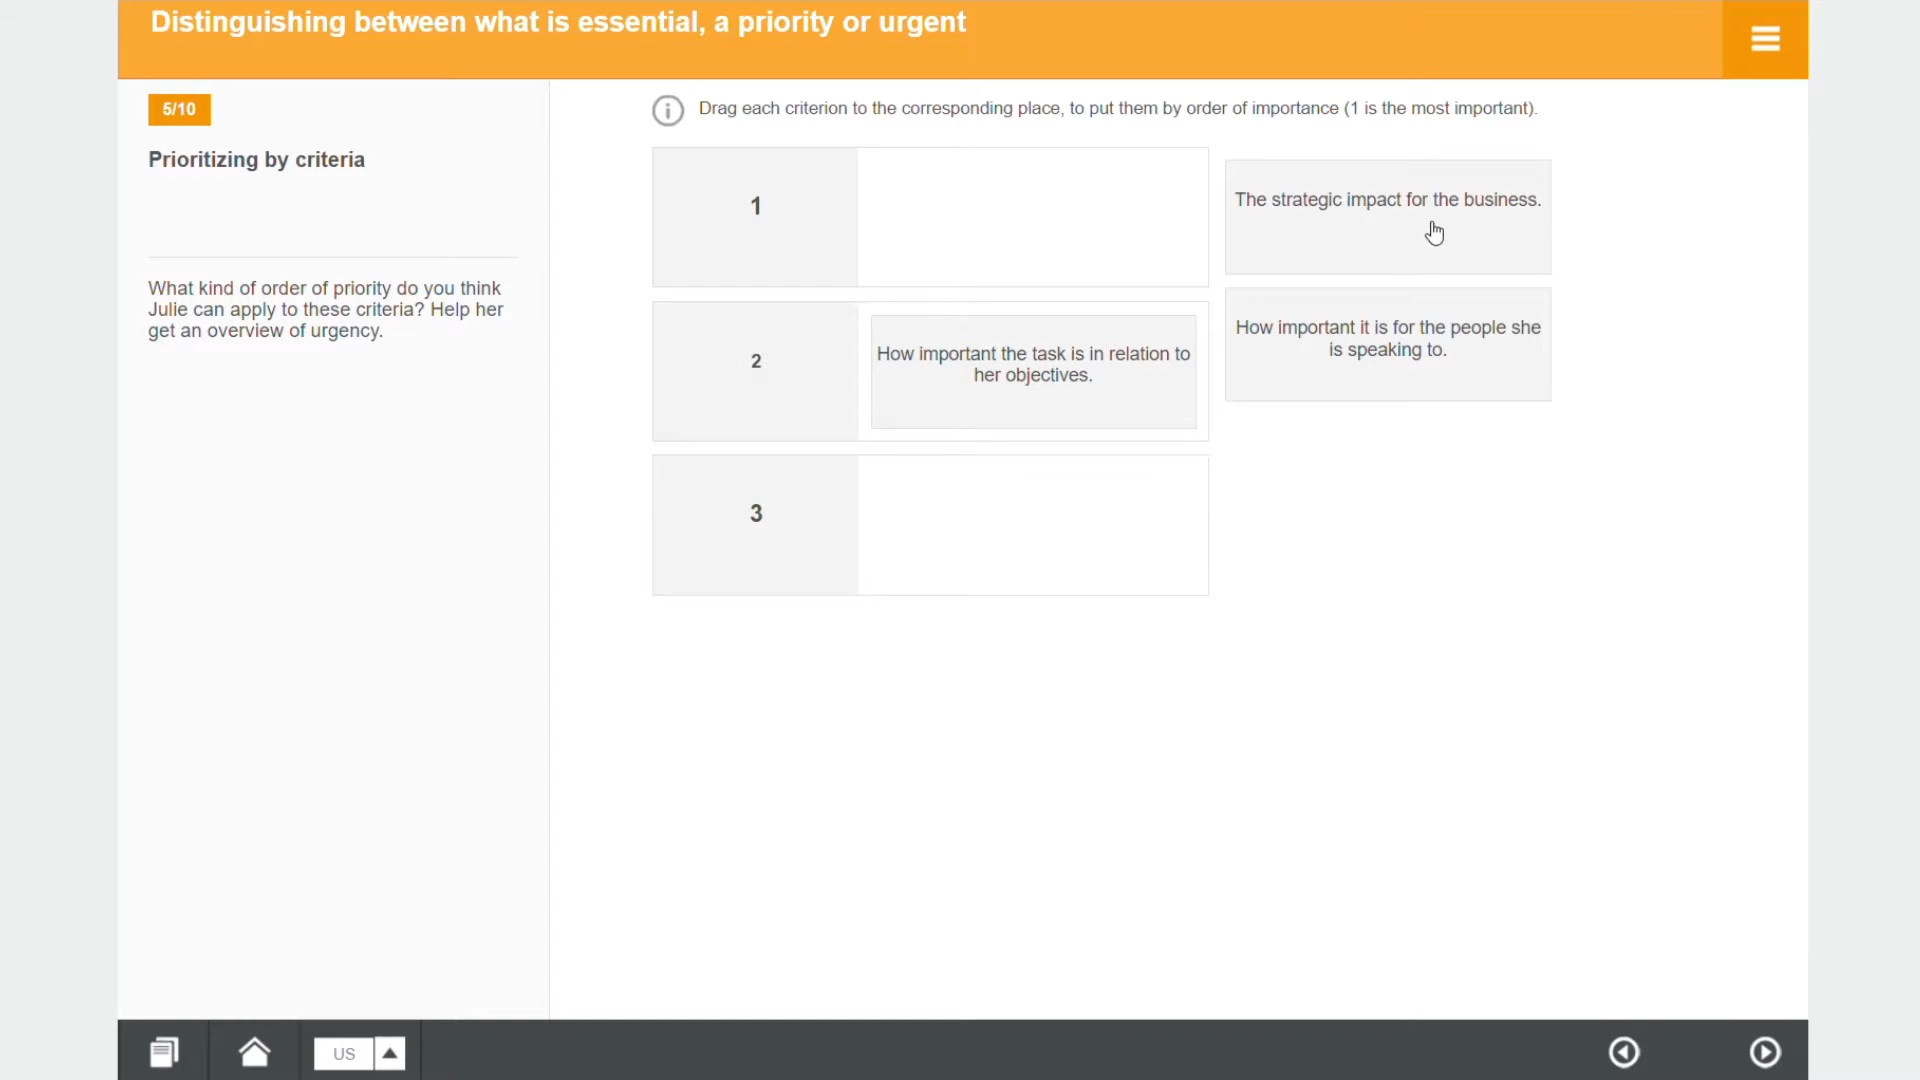 Distinguishing between what is essential, a priority or urgent
5/10
Prioritizing by criteria
What kind of order of priority do you think
Julie can apply to these criteria? Help her
get an overview of urgency.
Drag each criterion to the corresponding place, to put them by order of importance (1 is the most important).
1
The strategic impact for the business.
2
How important the task is in relation to
her objectives.
How important it is for the people she
is speaking to.
3
US